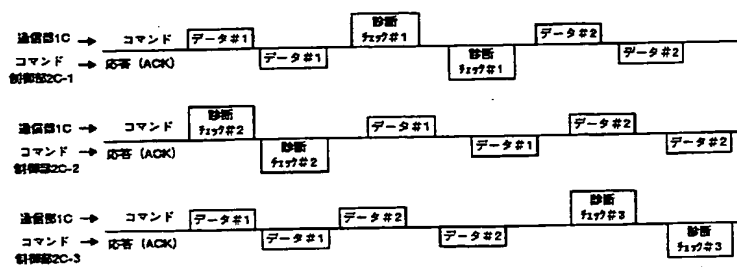 通信部1C → コマンド データ#1 診断 チェック#1 データ#2
コマンド → 応答 (ACK) データ#1 診断 チェック#1 データ#2
制御部2C-1
通信部1C → コマンド 診断 チェック#2 データ#1 データ#2
コマンド → 応答 (ACK) 診断 チェック#2 データ#1 データ#2
制御部2C-2
通信部1C → コマンド データ#1 データ#2 診断 チェック#3
コマンド → 応答 (ACK) データ#1 データ#2 診断 チェック#3
制御部2C-3